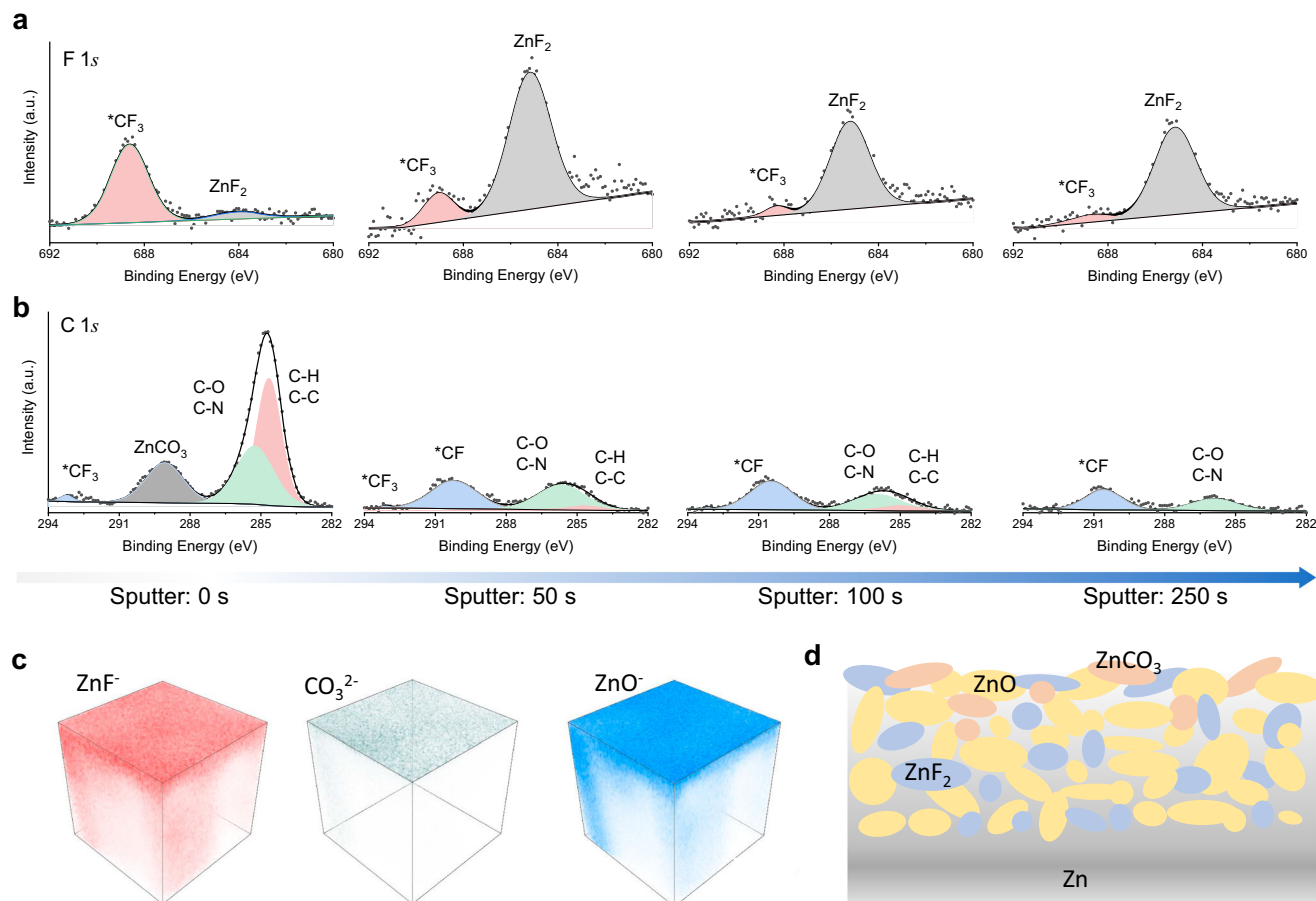 a
F 1s
Intensity (a.u.)
*CF3
ZnF2
692 688 684 680
Binding Energy (eV)
*CF3
ZnF2
692 688 684 680
Binding Energy (eV)
*CF3
ZnF2
692 688 684 680
Binding Energy (eV)
*CF3
ZnF2
692 688 684 680
Binding Energy (eV)
b
C 1s
Intensity (a.u.)
*CF3
ZnCO3
C-O
C-N
C-H
C-C
294 291 288 285 282
Binding Energy (eV)
*CF3
*CF
C-O
C-N
C-H
C-C
294 291 288 285 282
Binding Energy (eV)
*CF
C-O
C-N
C-H
C-C
294 291 288 285 282
Binding Energy (eV)
*CF
C-O
C-N
294 291 288 285 282
Binding Energy (eV)
Sputter: 0 s
Sputter: 50 s
Sputter: 100 s
Sputter: 250 s
c
ZnF-
CO3 2-
ZnO-
d
ZnCO3
ZnO
ZnF2
Zn